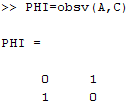 >> PHI=obsv(A,C)
PHI =
0 1
1 0